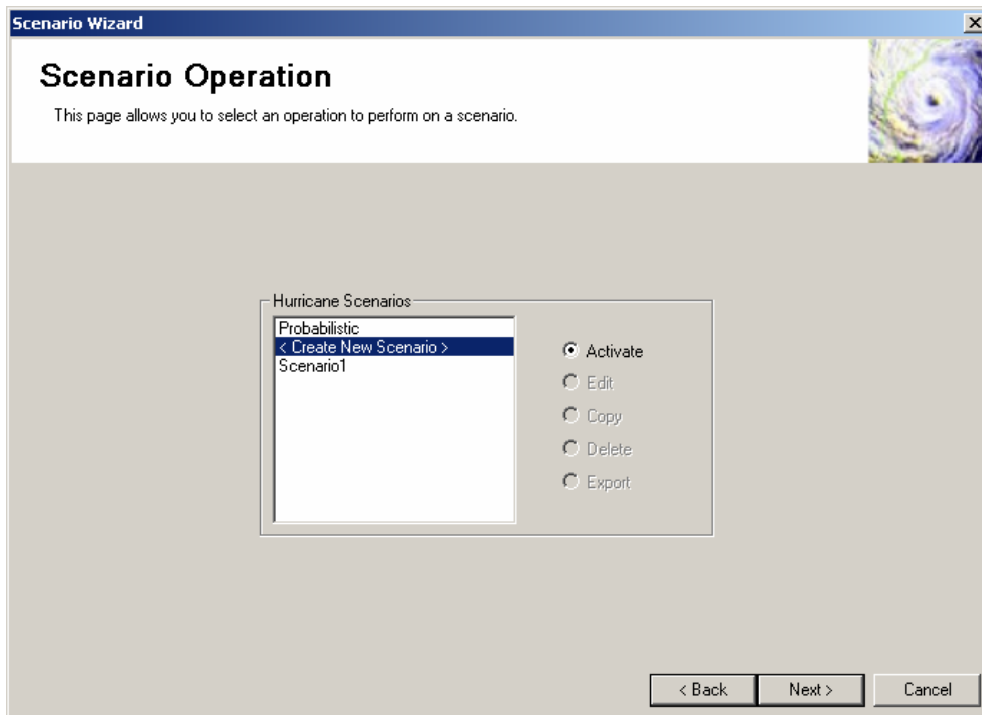 Scenario Wizard
Scenario Operation
This page allows you to select an operation to perform on a scenario.
Hurricane Scenarios
Probabilistic
< Create New Scenario >
Scenario1
Activate
Edit
Copy
Delete
Export
< Back
Next >
Cancel